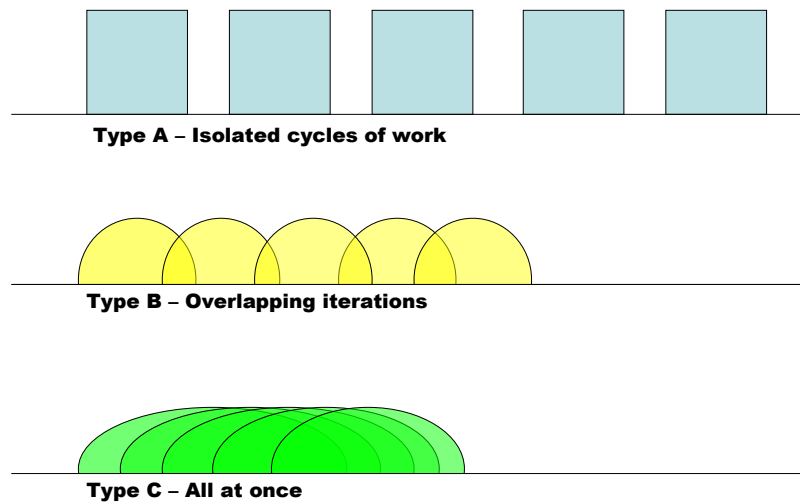 Type A – Isolated cycles of work
Type B – Overlapping iterations
Type C – All at once